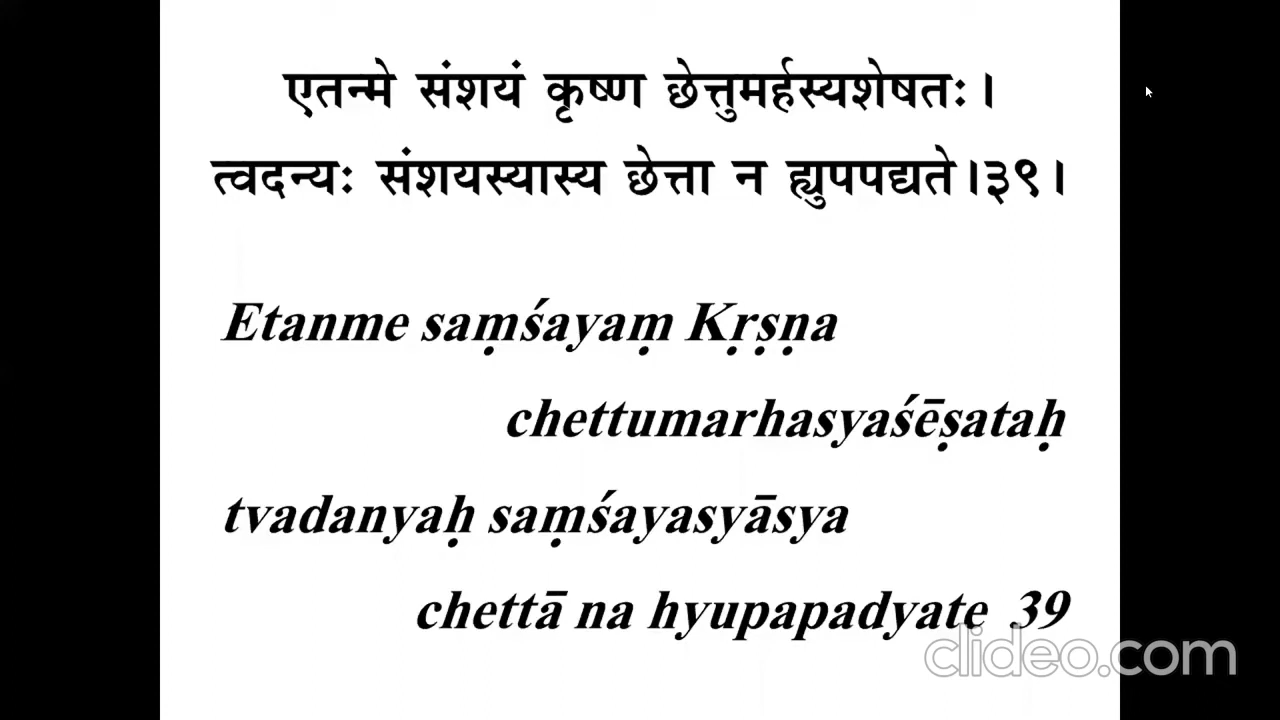 एतन्मे संशयं कृष्ण छेत्तुमर्हस्यशेषतः।
त्वदन्यः संशयस्यास्य छेत्ता न ह्युपपद्यते।३९।
Etanme saṃśayaṃ Kṛṣṇa
chettumarhasyaśēṣataḥ
tvadanyaḥ saṃśayasyāsya
chettā na hyupapadyate 39
clideo.com